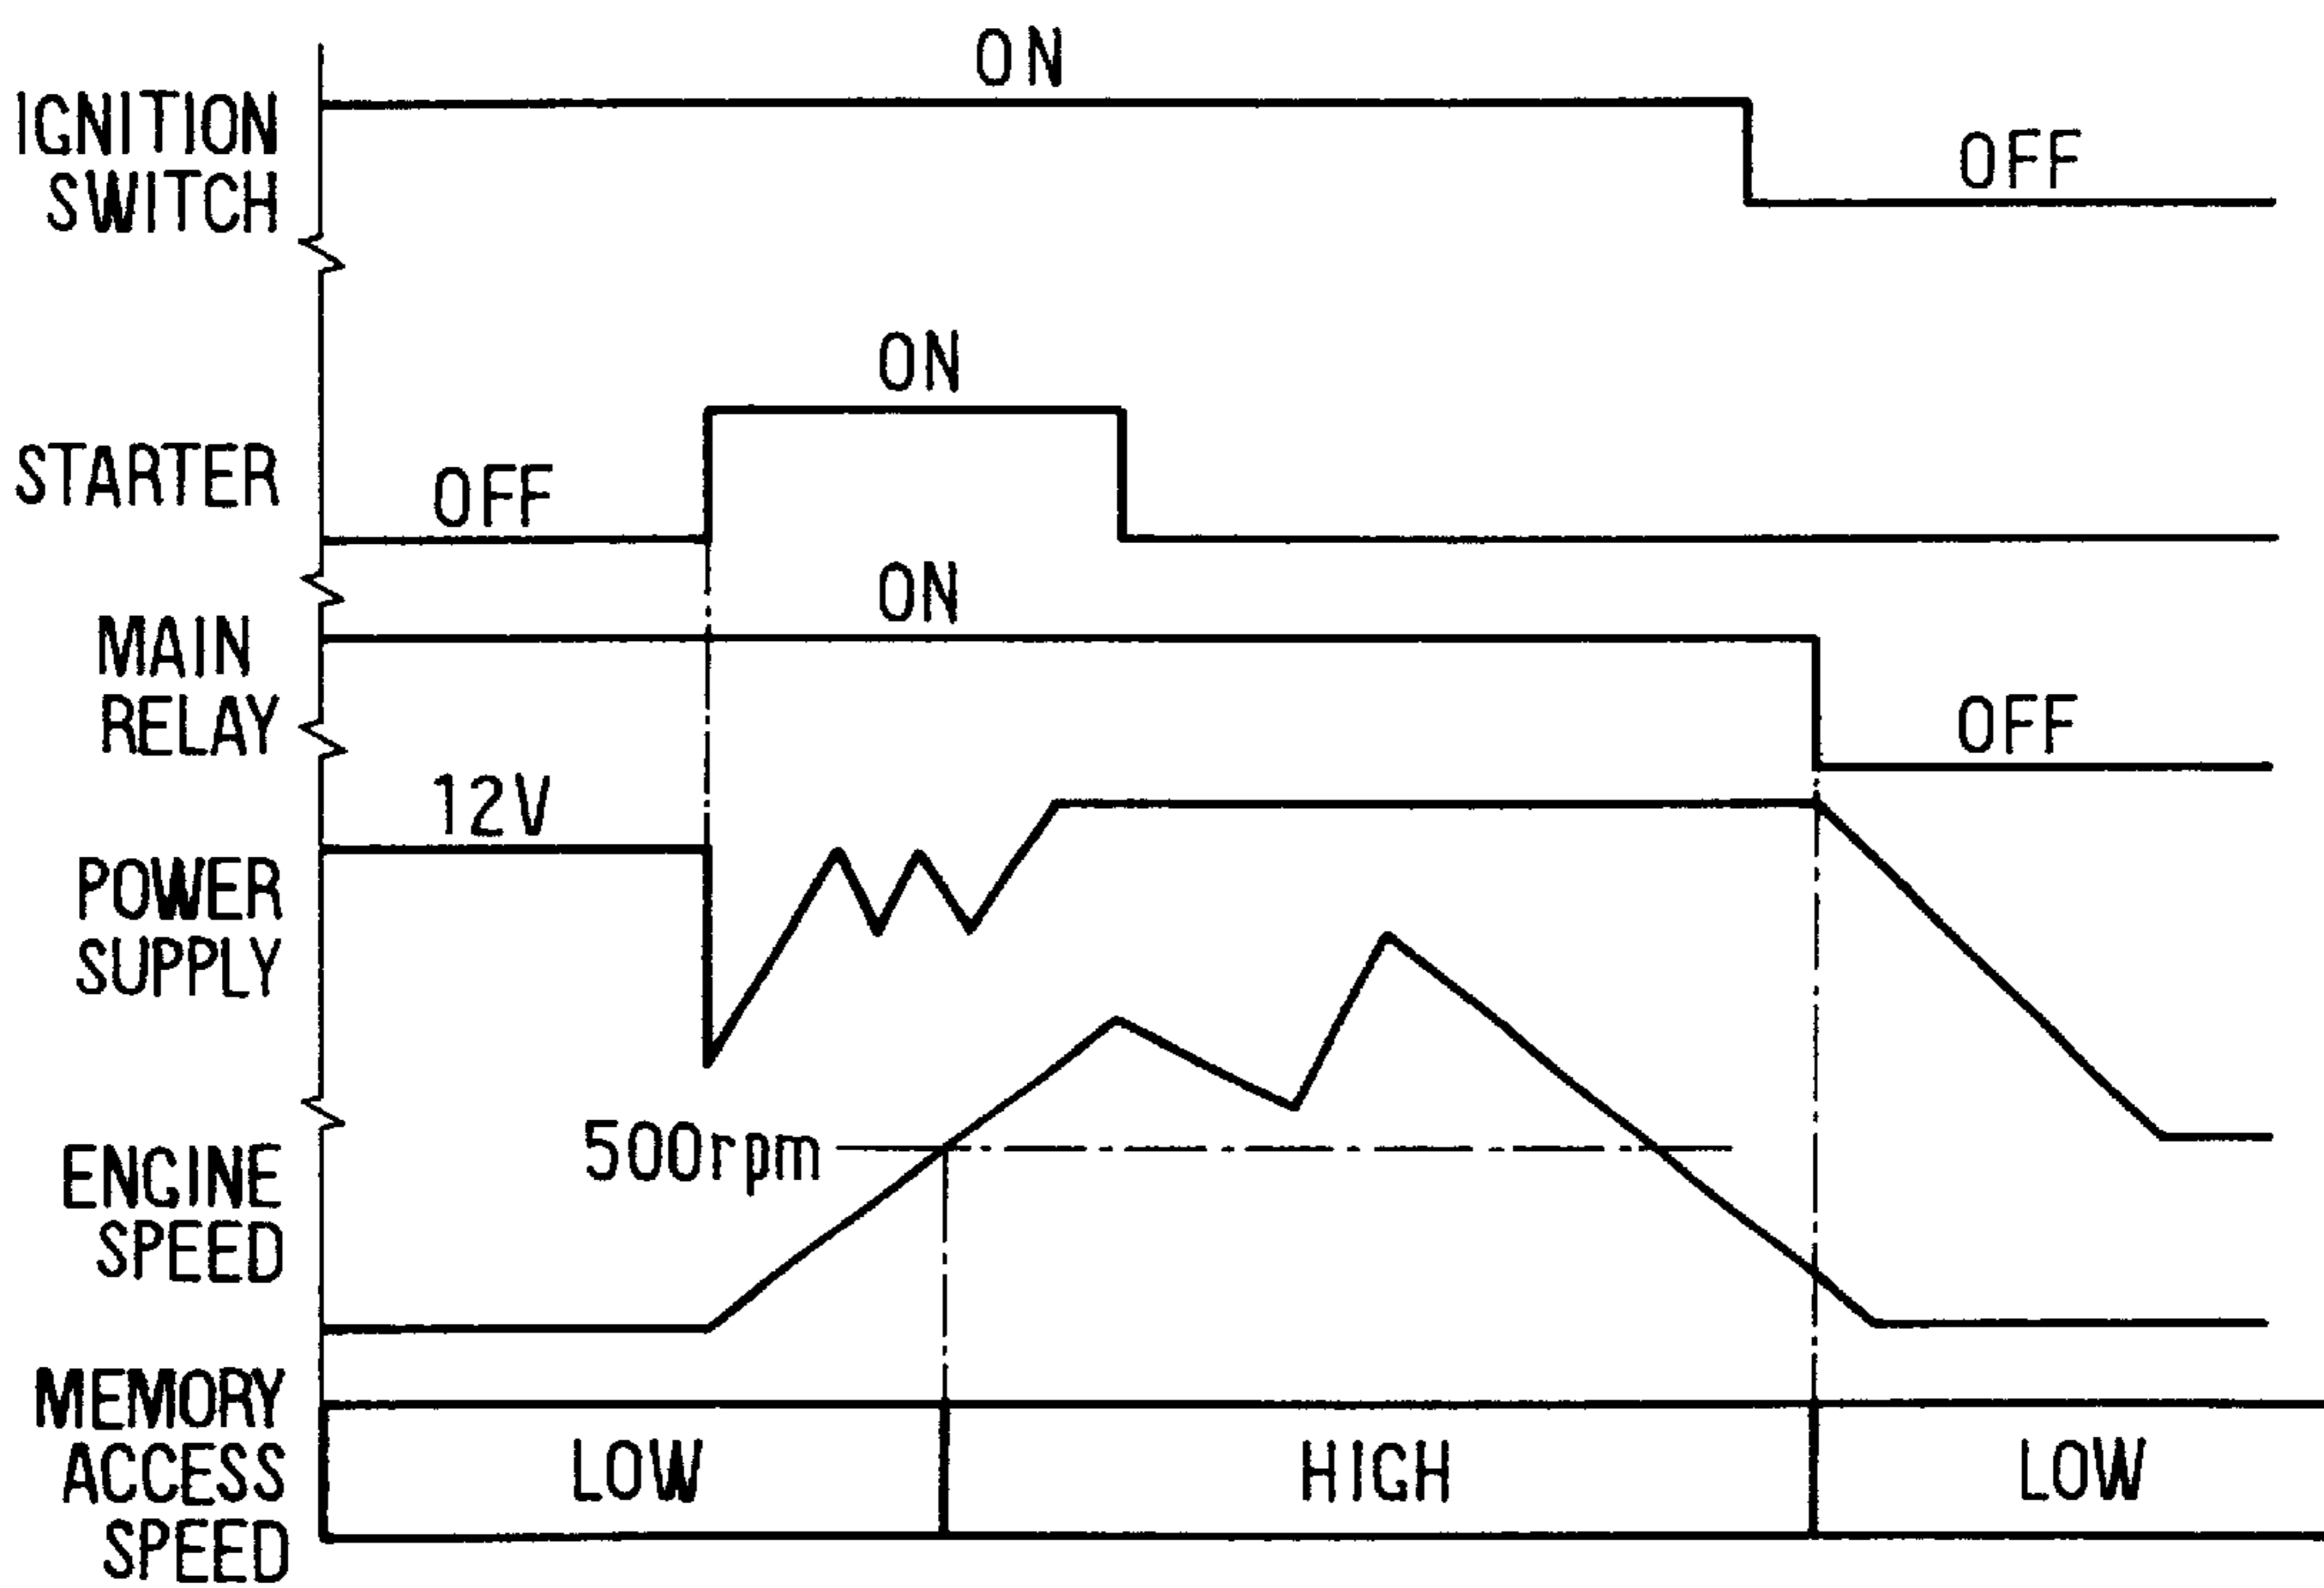 ON
IGNITION
SWITCH
OFF
ON
STARTER
OFF
ON
MAIN
RELAY
OFF
12V
POWER
SUPPLY
500rpm
ENGINE
SPEED
MEMORY
ACCESS
SPEED
LOW
HIGH
LOW